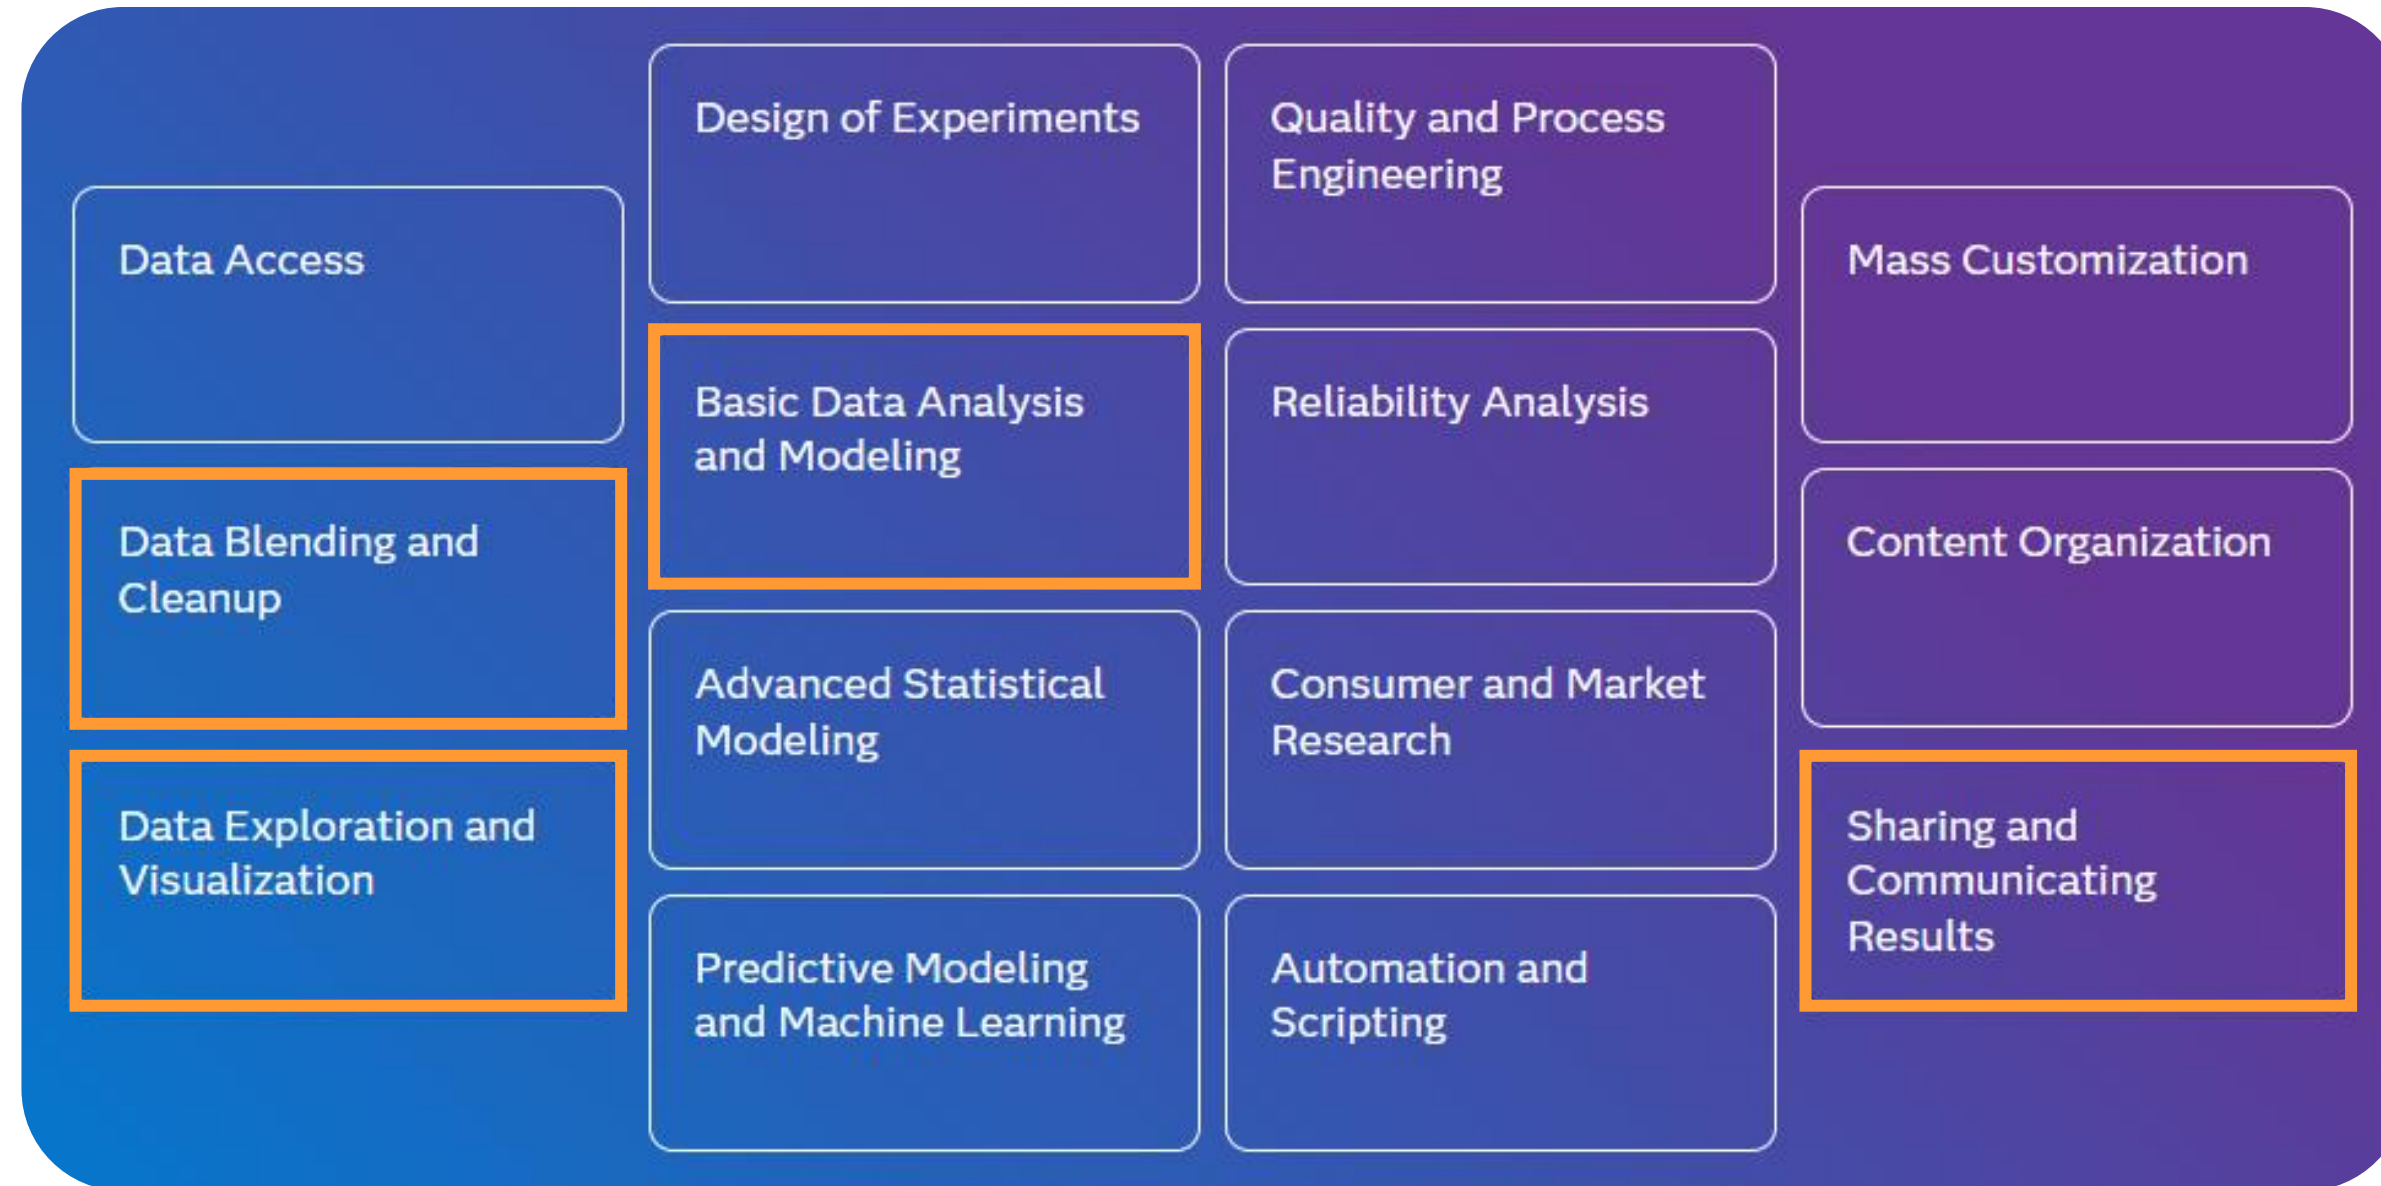 Data Access
Data Blending and
Cleanup
Data Exploration and
Visualization
Design of Experiments
Basic Data Analysis
and Modeling
Advanced Statistical
Modeling
Predictive Modeling
and Machine Learning
Quality and Process
Engineering
Reliability Analysis
Consumer and Market
Research
Automation and
Scripting
Mass Customization
Content Organization
Sharing and
Communicating
Results